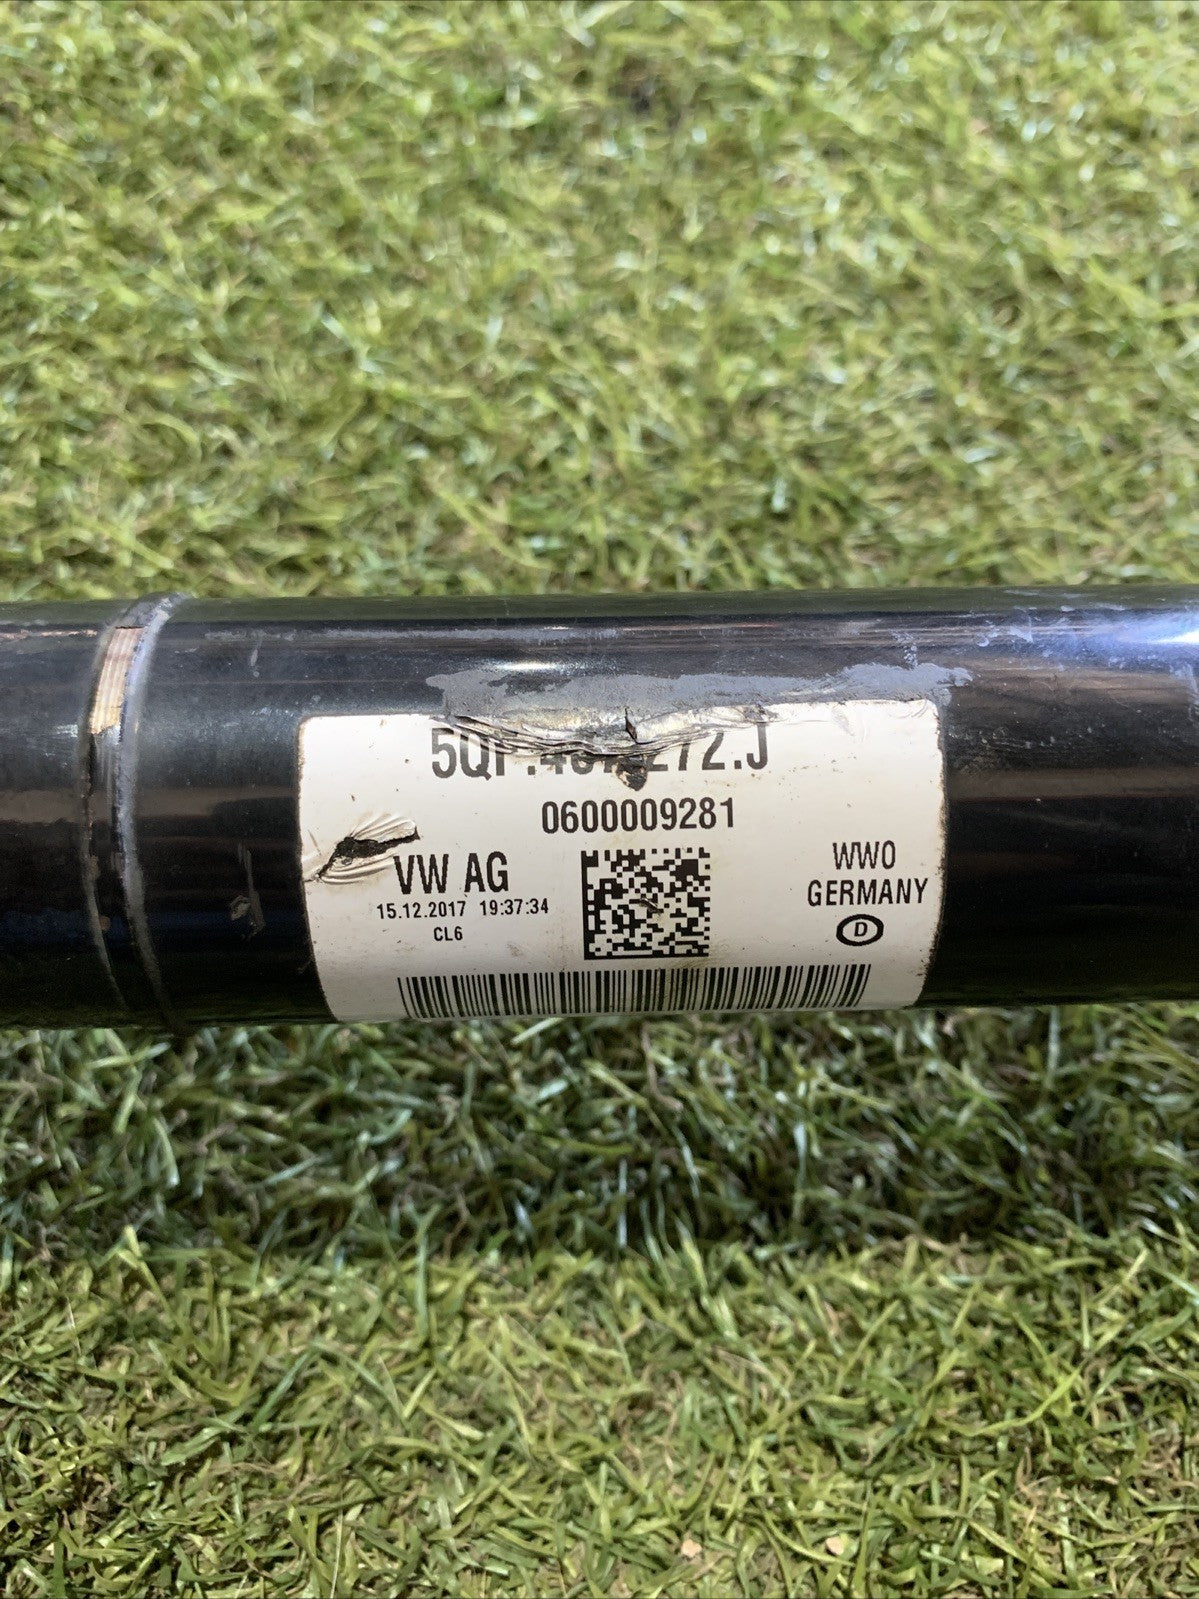 0600009281
VW AG
15.12.2017 19:37:34
CL6
WWO
GERMANY
D